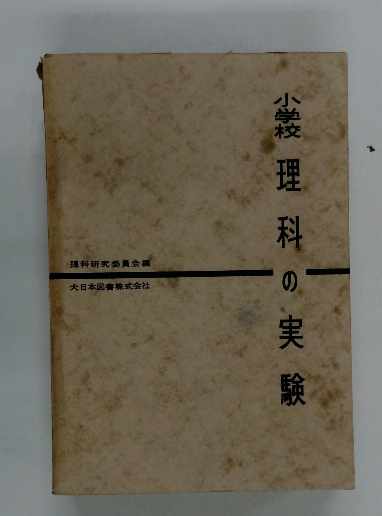 小学校 理科の実験
理科研究委員会編
大日本図書株式会社